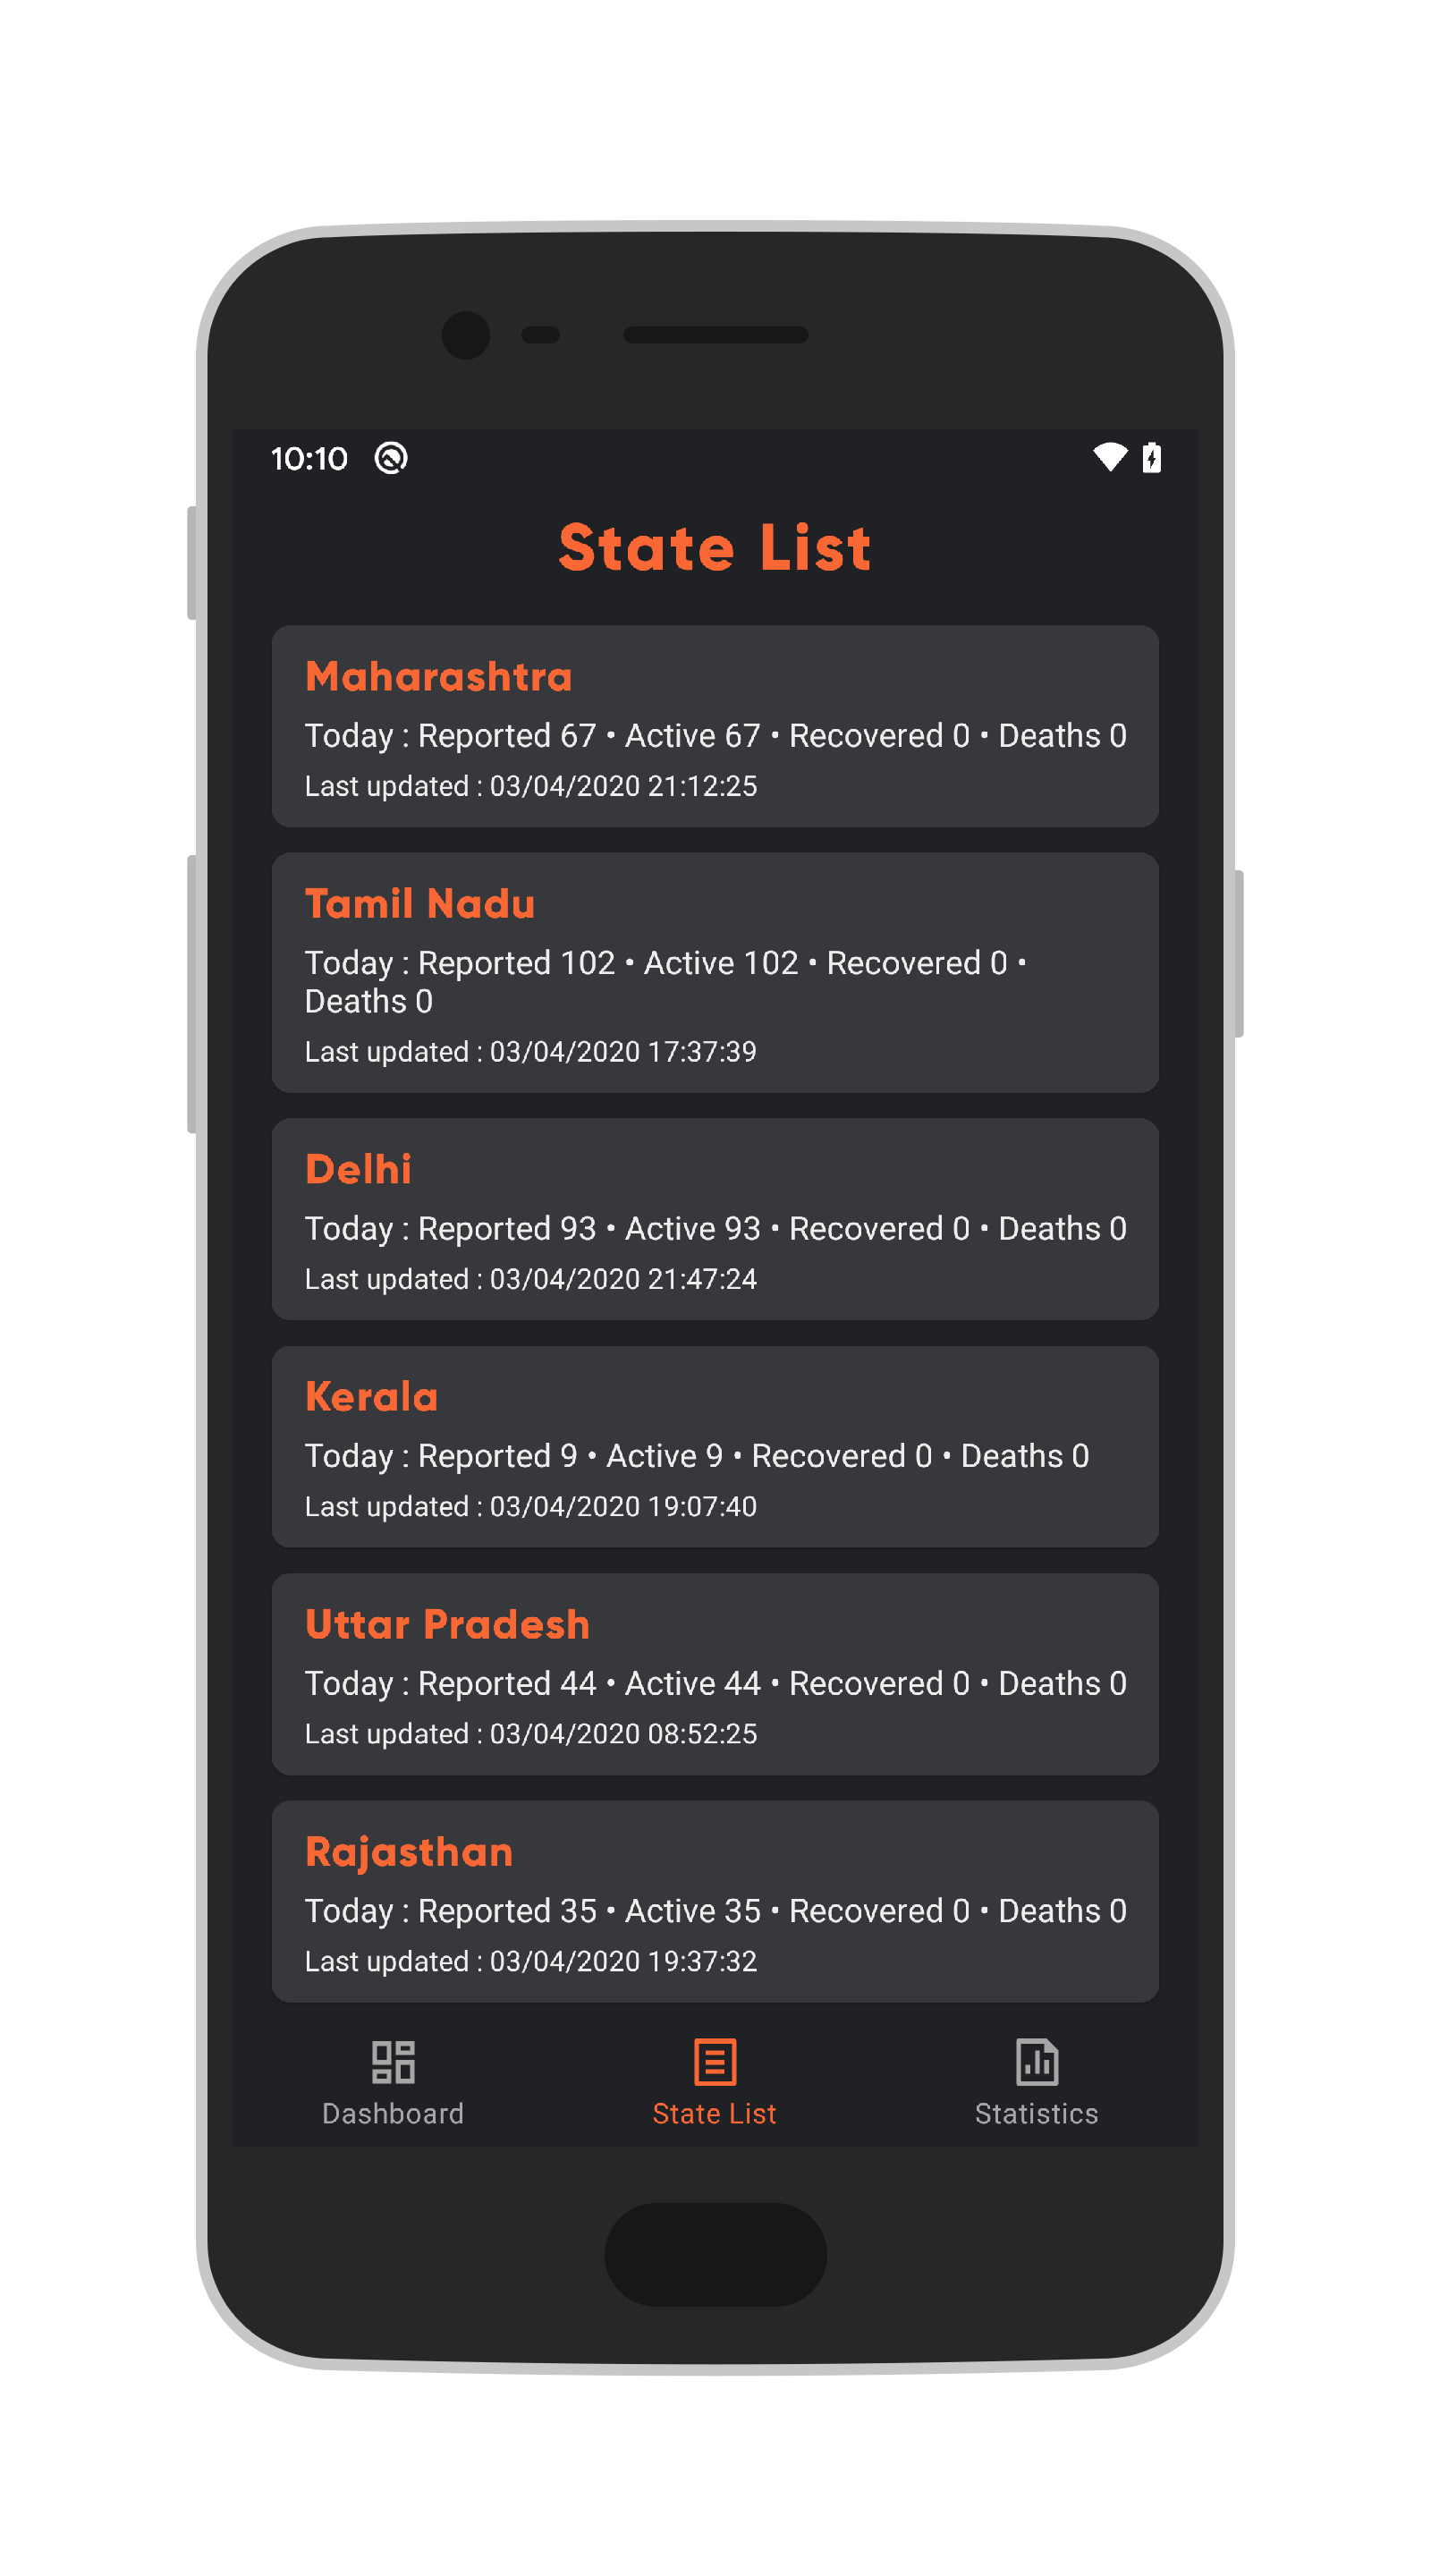 10:10
State List
Maharashtra
Today : Reported 67 • Active 67 • Recovered 0 • Deaths 0
Last updated : 03/04/2020 21:12:25
Tamil Nadu
Today : Reported 102 • Active 102 • Recovered 0 •
Deaths 0
Last updated : 03/04/2020 17:37:39
Delhi
Today : Reported 93 • Active 93 • Recovered 0 • Deaths 0
Last updated : 03/04/2020 21:47:24
Kerala
Today : Reported 9 • Active 9 • Recovered 0 • Deaths 0
Last updated : 03/04/2020 19:07:40
Uttar Pradesh
Today : Reported 44 • Active 44 • Recovered 0 • Deaths 0
Last updated : 03/04/2020 08:52:25
Rajasthan
Today : Reported 35 • Active 35 • Recovered 0 • Deaths 0
Last updated : 03/04/2020 19:37:32
Dashboard State List Statistics